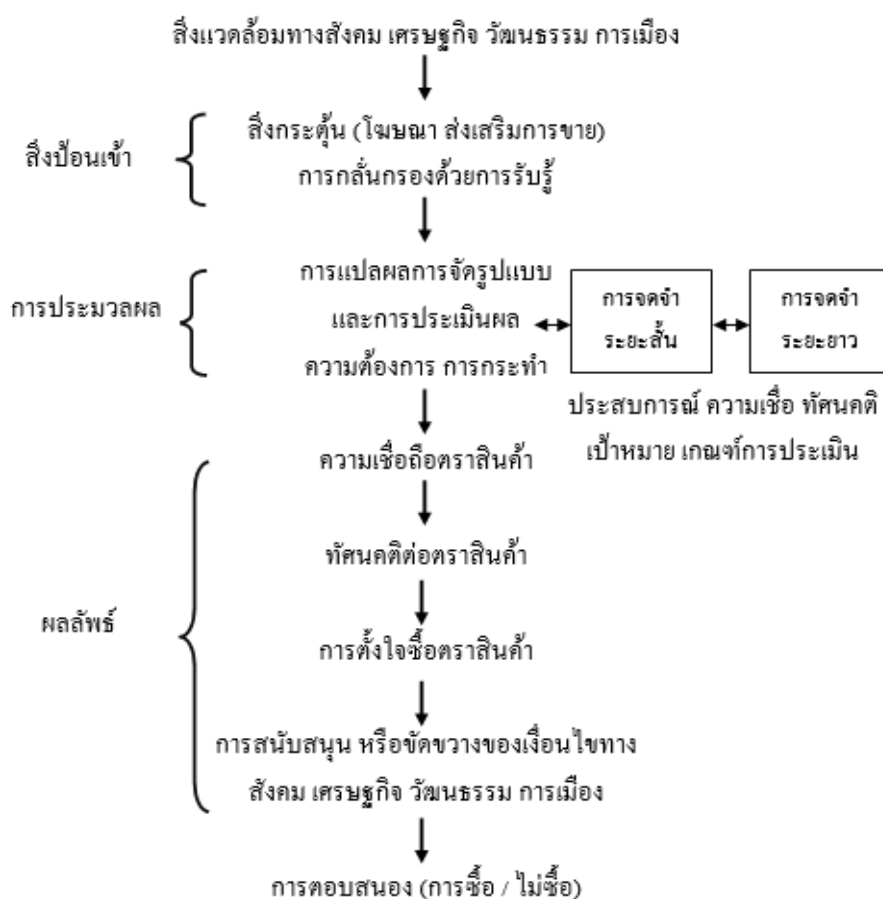 สิ่งแวดล้อมทางสังคม เศรษฐกิจ วัฒนธรรม การเมือง
สิ่งป้อนเข้า
สิ่งกระตุ้น (โฆษณา ส่งเสริมการขาย)
การกลั่นกรองด้วยการรับรู้
การประมวลผล
การแปลผลการจัดรูปแบบ
และการประเมินผล
ความต้องการ การกระทำ
การจดจำ
ระยะสั้น
การจดจำ
ระยะยาว
ประสบการณ์ ความเชื่อ ทัศนคติ
เป้าหมาย เกณฑ์การประเมิน
ผลลัพธ์
ความเชื่อถือตราสินค้า
ทัศนคติต่อตราสินค้า
การตั้งใจซื้อตราสินค้า
การสนับสนุน หรือขัดขวางของเงื่อนไขทาง
สังคม เศรษฐกิจ วัฒนธรรม การเมือง
การตอบสนอง (การซื้อ / ไม่ซื้อ)